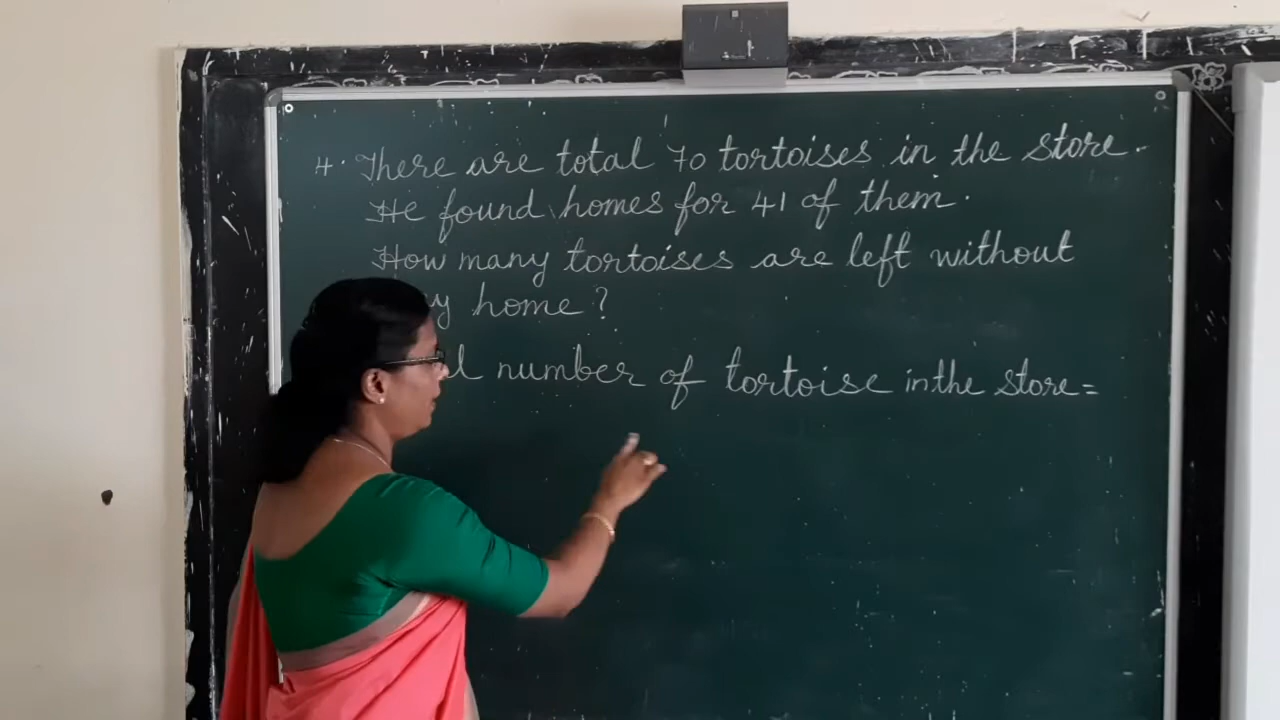 4. There are total 70 tortoises in the store.
He found homes for 41 of them.
How many tortoises are left without
home?
number of tortoise in the store =